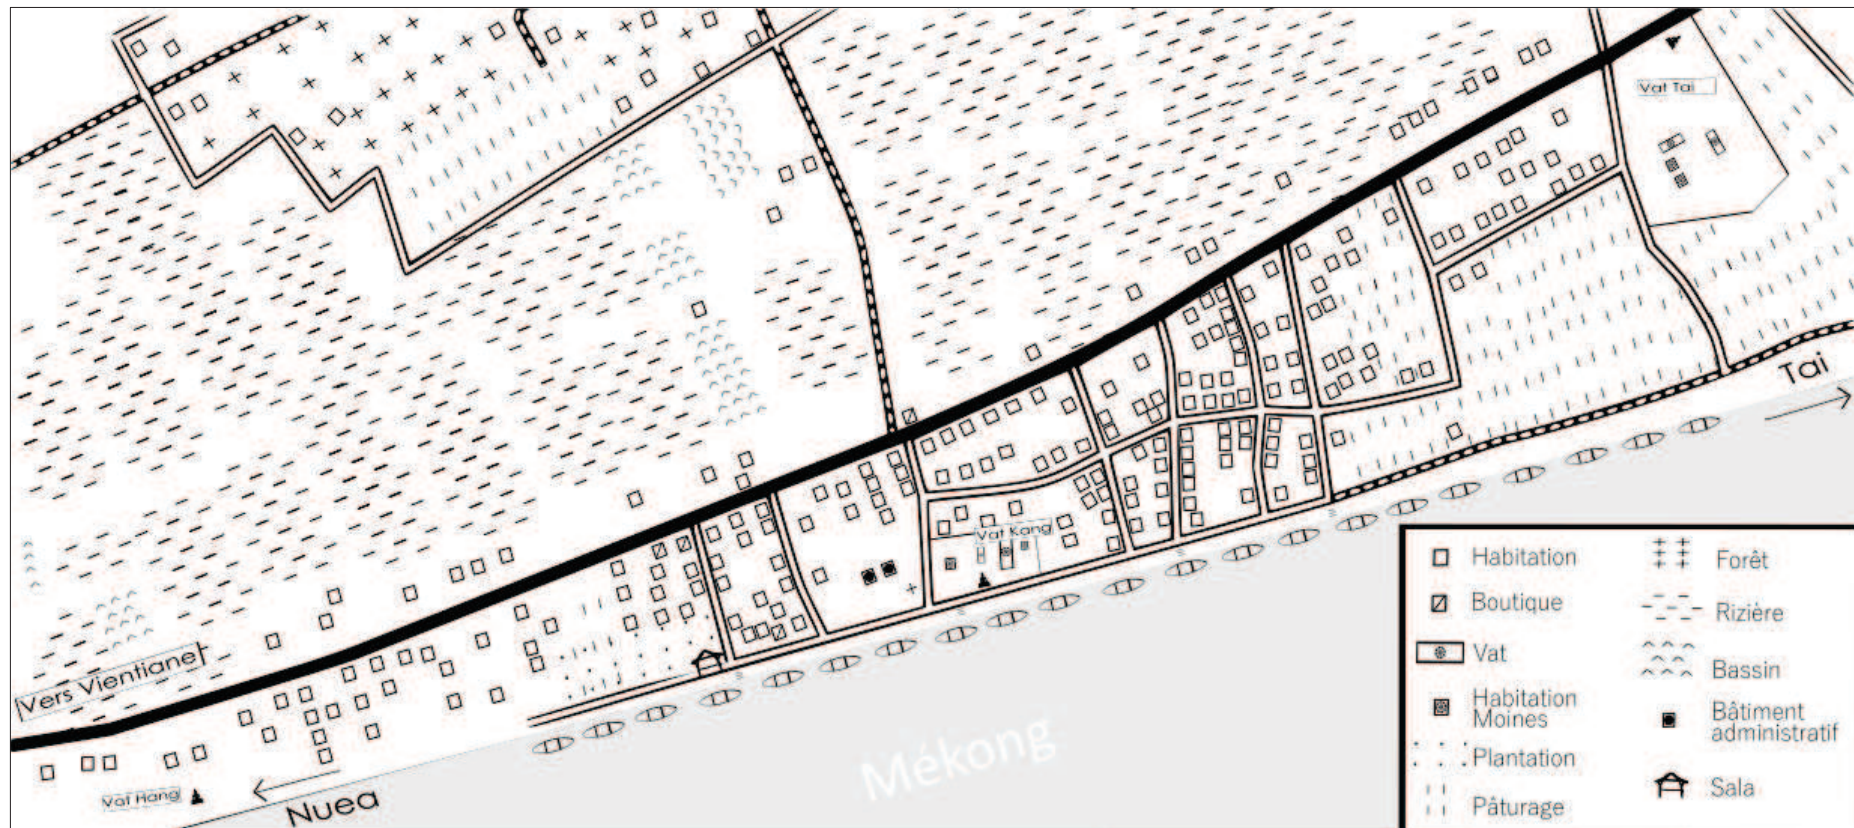 Vat Tai
Tai
Vat Kang
Vers Vientiane
Vat Hang
Nuea
Mékong
Habitation
Boutique
Vat
Habitation
Moines
Plantation
Pâturage
Forêt
Rizière
Bassin
Bâtiment
administratif
Sala